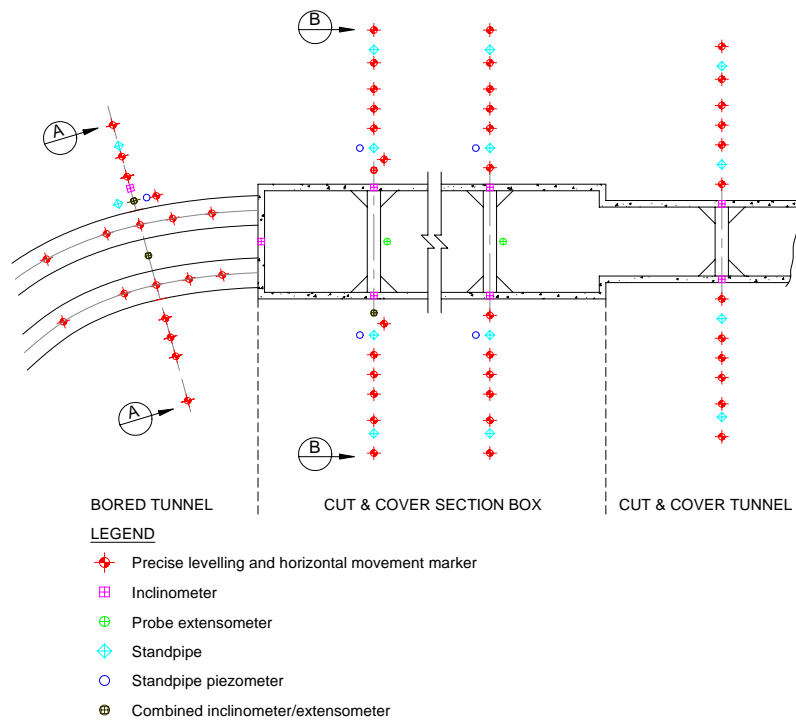 B
A
A
B
BORED TUNNEL
CUT & COVER SECTION BOX
CUT & COVER TUNNEL
LEGEND
Precise levelling and horizontal movement marker
Inclinometer
Probe extensometer
Standpipe
Standpipe piezometer
Combined inclinometer/extensometer